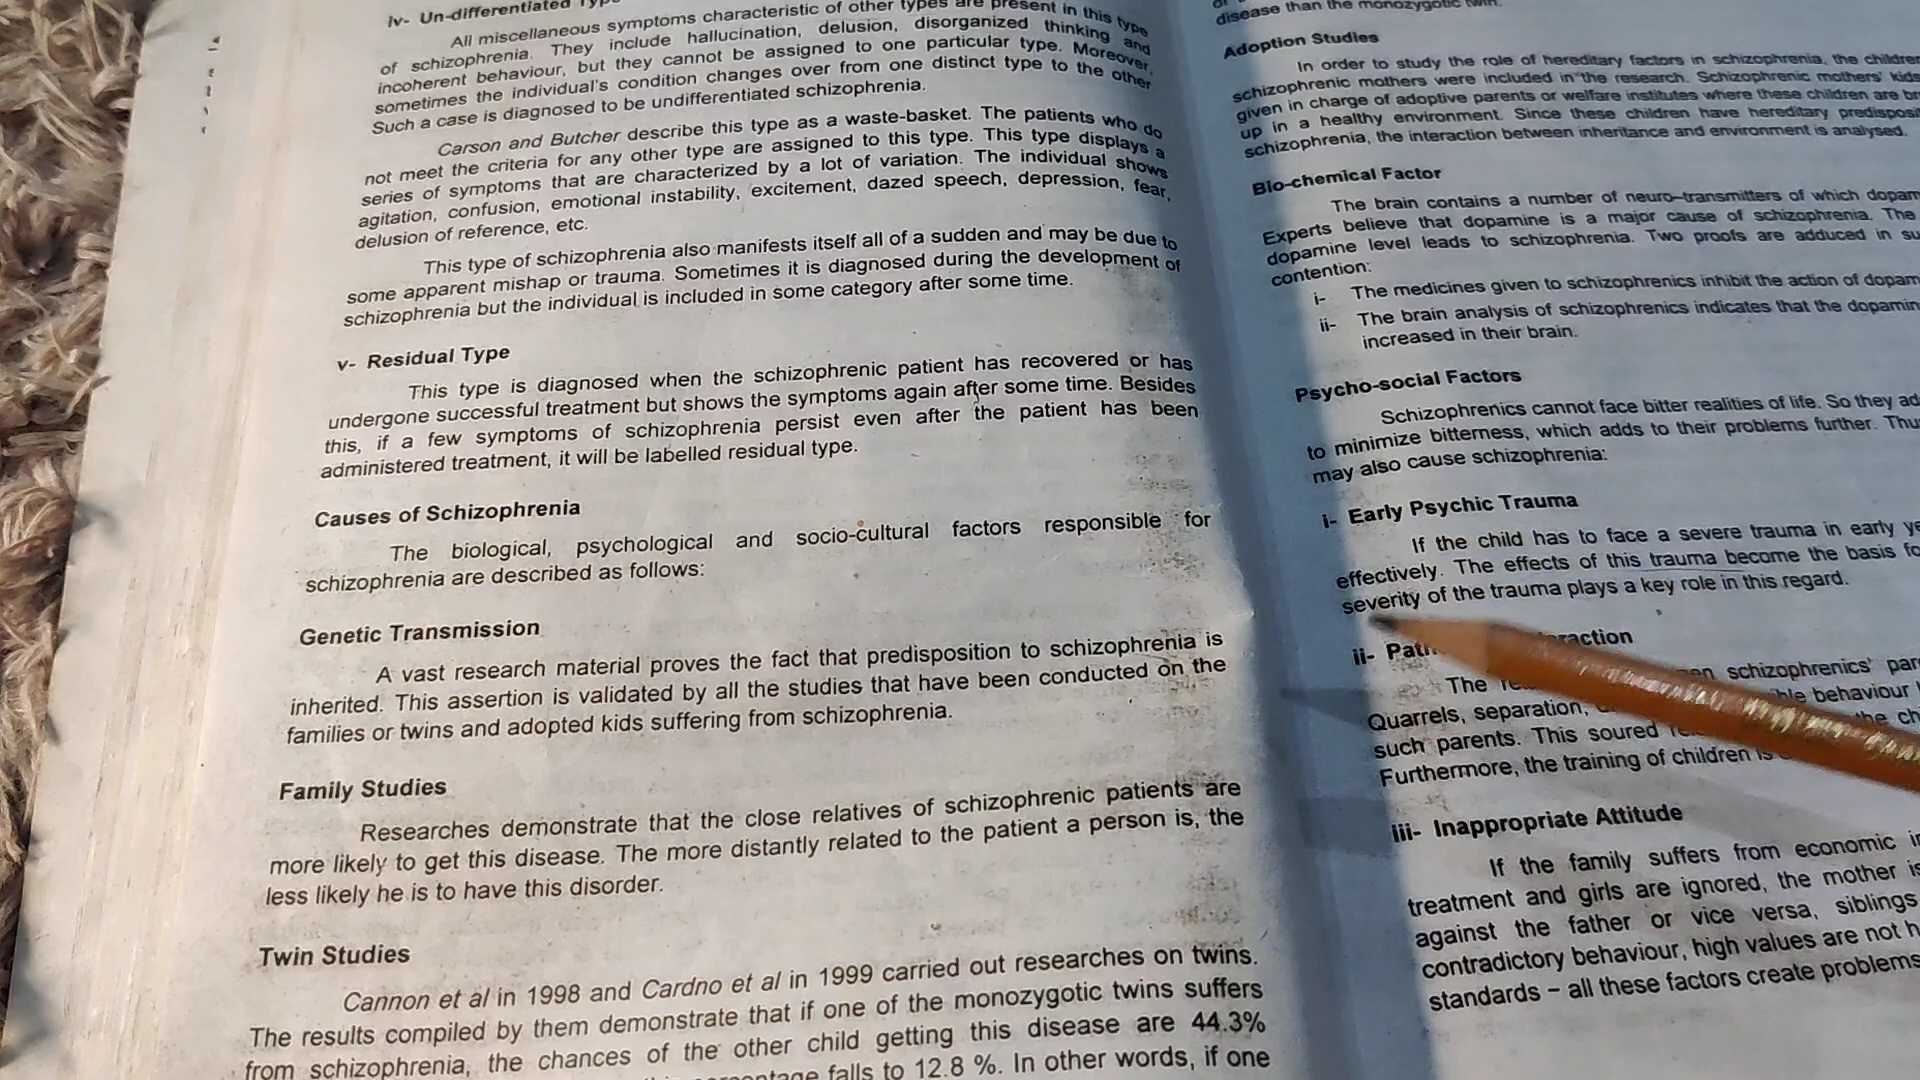 iv- Un-differentiated Type
All miscellaneous symptoms characteristic of other types are present in this type
of schizophrenia. They include hallucination, delusion, disorganized thinking and
incoherent behaviour, but they cannot be assigned to one particular type. Moreover,
sometimes the individual's condition changes over from one distinct type to the other
Such a case is diagnosed to be undifferentiated schizophrenia.
Carson and Butcher describe this type as a waste-basket. The patients who do
not meet the criteria for any other type are assigned to this type. This type displays a
series of symptoms that are characterized by a lot of variation. The individual shows
agitation, confusion, emotional instability, excitement, dazed speech, depression, fear,
delusion of reference, etc.
This type of schizophrenia also manifests itself all of a sudden and may be due to
some apparent mishap or trauma. Sometimes it is diagnosed during the development of
schizophrenia but the individual is included in some category after some time.
v- Residual Type
This type is diagnosed when the schizophrenic patient has recovered or has
undergone successful treatment but shows the symptoms again after some time. Besides
this, if a few symptoms of schizophrenia persist even after the patient has been
administered treatment, it will be labelled residual type.
Causes of Schizophrenia
The biological, psychological and socio-cultural factors responsible for
schizophrenia are described as follows:
Genetic Transmission
A vast research material proves the fact that predisposition to schizophrenia is
inherited. This assertion is validated by all the studies that have been conducted on the
families or twins and adopted kids suffering from schizophrenia.
Family Studies
Researches demonstrate that the close relatives of schizophrenic patients are
more likely to get this disease. The more distantly related to the patient a person is, the
less likely he is to have this disorder.
Twin Studies
Cannon et al in 1998 and Cardno et al in 1999 carried out researches on twins.
The results compiled by them demonstrate that if one of the monozygotic twins suffers
from schizophrenia, the chances of the other child getting this disease are 44.3%
falls to 12.8 %. In other words, if one
disease than the monozygotic twin.
Adoption Studies
In order to study the role of hereditary factors in schizophrenia, the children
schizophrenic mothers were included in the research. Schizophrenic mothers' kids
given in charge of adoptive parents or welfare institutes where these children are
up in a healthy environment. Since these children have hereditary
schizophrenia, the interaction between inheritance and environment is analysed.
Bio-chemical Factor
The brain contains a number of neuro-transmitters of which
Experts believe that dopamine is a major cause of schizophrenia. The
dopamine level leads to schizophrenia. Two proofs are adduced in
contention:
i- The medicines given to schizophrenics inhibit the action of
ii- The brain analysis of schizophrenics indicates that the
increased in their brain.
Psycho-social Factors
Schizophrenics cannot face bitter realities of life. So they
to minimize bitterness, which adds to their problems further.
may also cause schizophrenia:
i- Early Psychic Trauma
If the child has to face a severe trauma in early
effectively. The effects of this trauma become the basis
severity of the trauma plays a key role in this regard.
ii-
The schizophrenics'
Quarrels, separation, behaviour
such parents. This soured the
Furthermore, the training of children is
iii- Inappropriate Attitude
If the family suffers from economic
treatment and girls are ignored, the mother
against the father or vice versa, siblings
contradictory behaviour, high values are not
standards – all these factors create problems